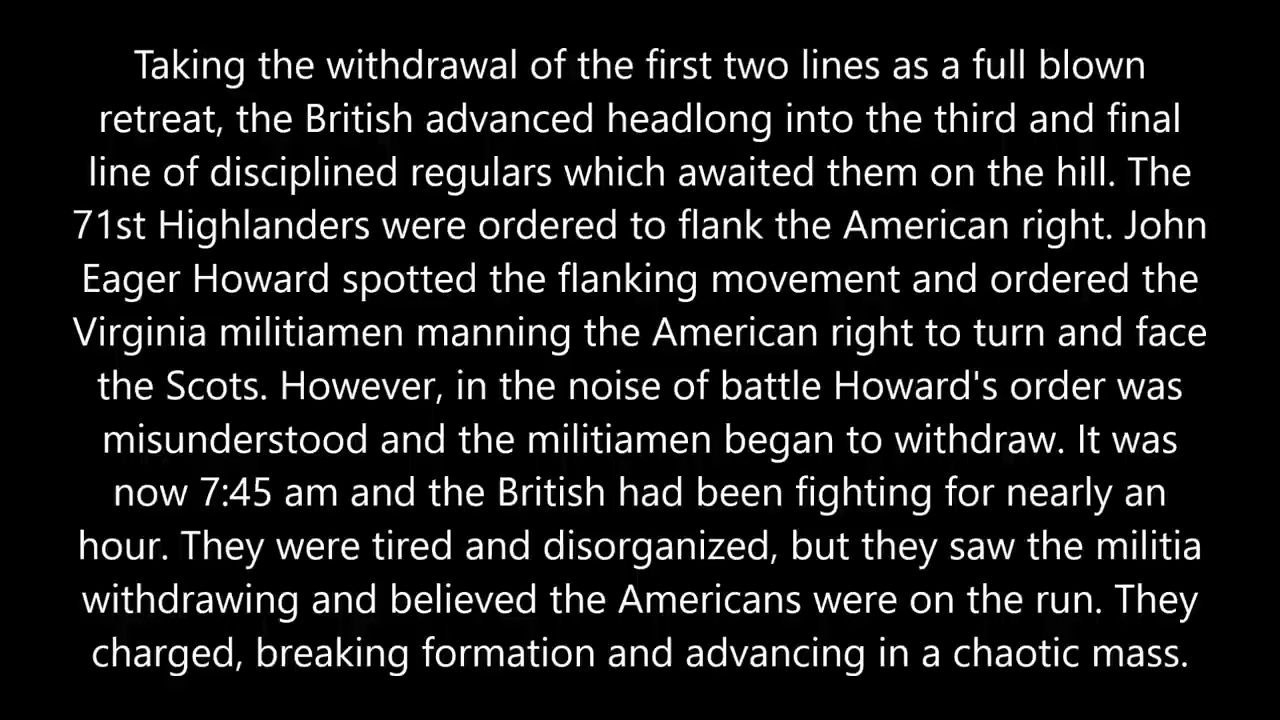 Taking the withdrawal of the first two lines as a full blown
retreat, the British advanced headlong into the third and final
line of disciplined regulars which awaited them on the hill. The
71st Highlanders were ordered to flank the American right. John
Eager Howard spotted the flanking movement and ordered the
Virginia militiamen manning the American right to turn and face
the Scots. However, in the noise of battle Howard's order was
misunderstood and the militiamen began to withdraw. It was
now 7:45 am and the British had been fighting for nearly an
hour. They were tired and disorganized, but they saw the militia
withdrawing and believed the Americans were on the run. They
charged, breaking formation and advancing in a chaotic mass.